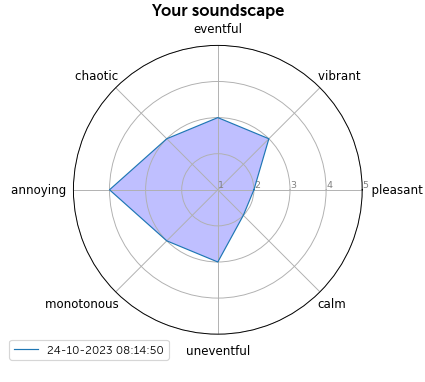 Your soundscape
eventful
chaotic
vibrant
annoying
1
2
3
4
5
pleasant
monotonous
calm
uneventful
24-10-2023 08:14:50